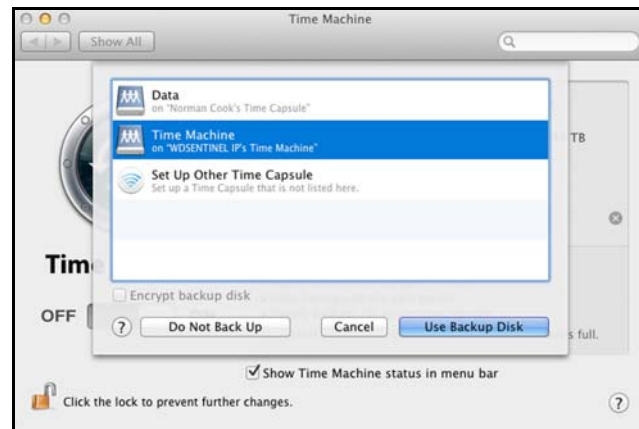 Time Machine
Show All
Data
on "Norman Cook's Time Capsule"
Time Machine
on "WDSENTINEL IP's Time Machine"
TB
Set Up Other Time Capsule
Set up a Time Capsule that is not listed here.
Tim
Encrypt backup disk
OFF
? Do Not Back Up Cancel Use Backup Disk
s full.
Show Time Machine status in menu bar
Click the lock to prevent further changes. ?